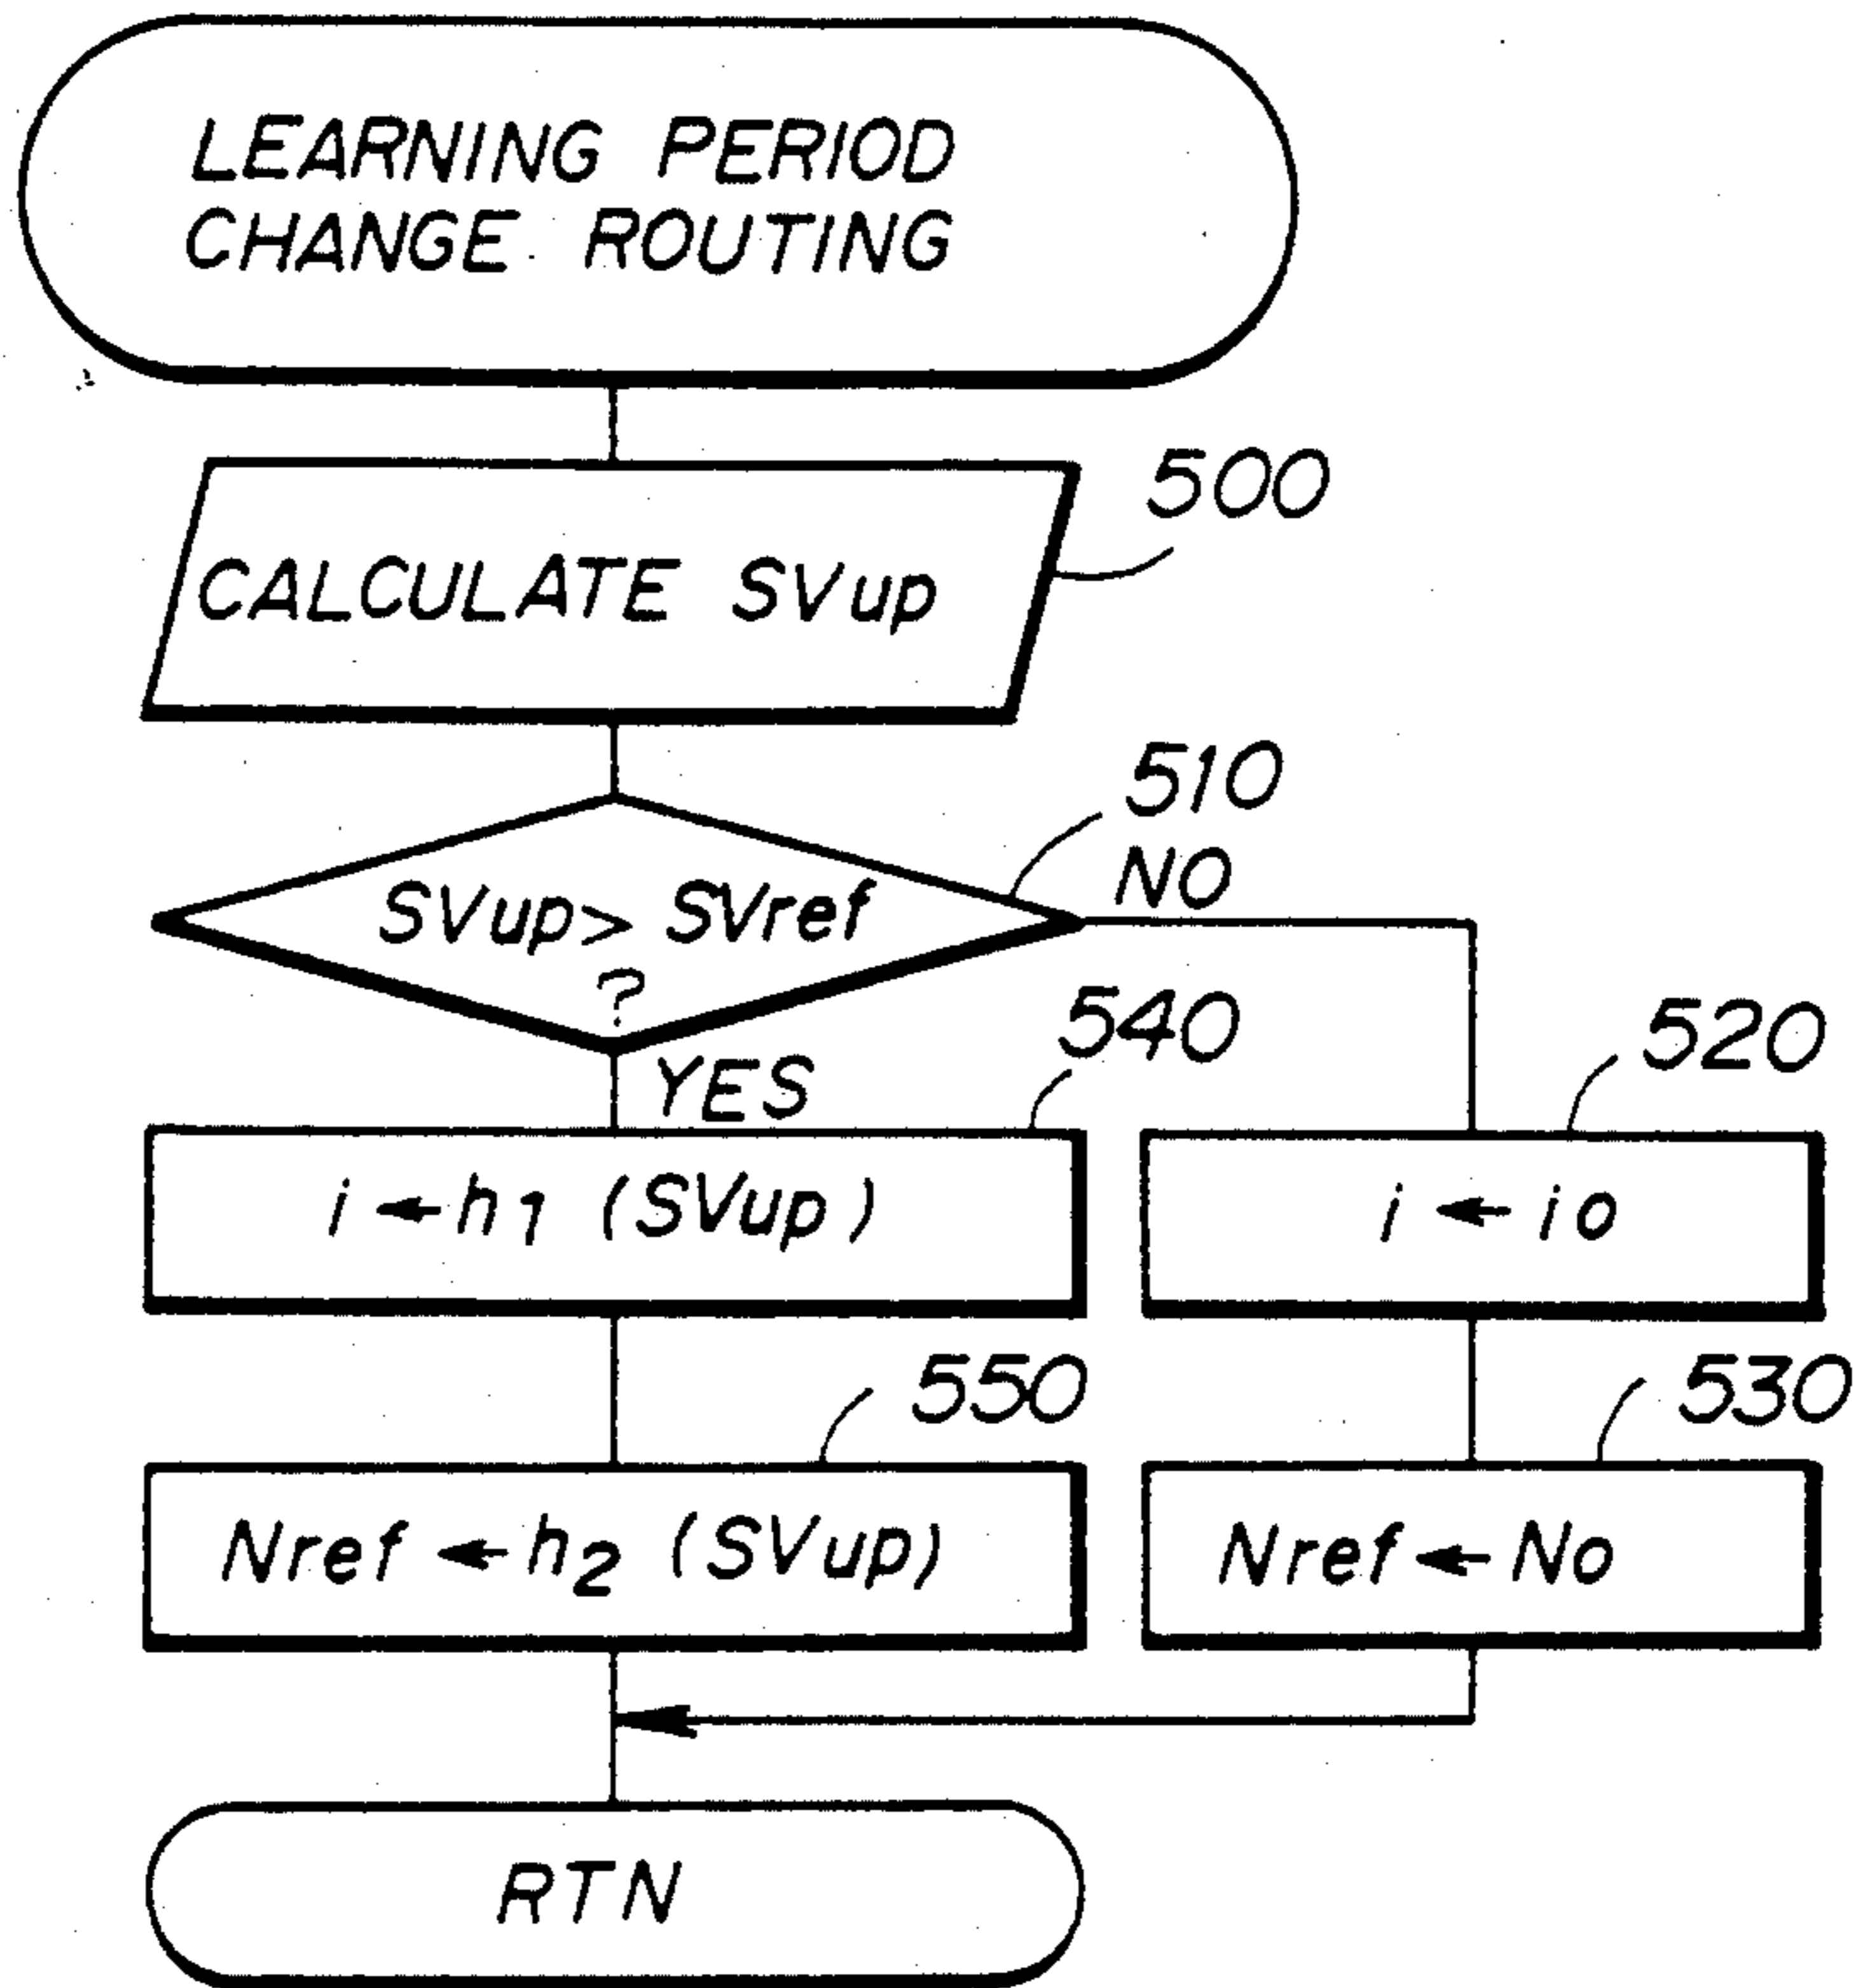 LEARNING PERIOD
CHANGE ROUTING
500
CALCULATE SVup
510
NO
SVup> SVref
?
540
520
YES
i ← h1 (SVup)
i ← io
550
530
Nref ← h2 (SVup)
Nref ← No
RTN